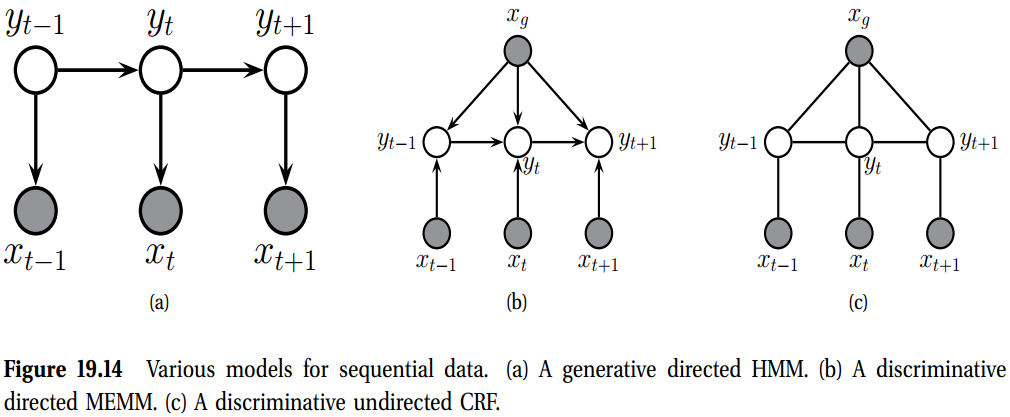 y_{t−1} y_t y_{t+1}
x_{t−1} x_t x_{t+1}
(a)
x_g
y_{t−1} y_t y_{t+1}
x_{t−1} x_t x_{t+1}
(b)
x_g
y_{t−1} y_t y_{t+1}
x_{t−1} x_t x_{t+1}
(c)
Figure 19.14 Various models for sequential data. (a) A generative directed HMM. (b) A discriminative
directed MEMM. (c) A discriminative undirected CRF.